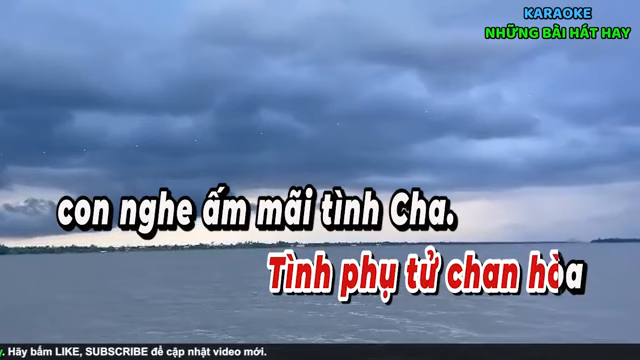 KARAOKE
NHỮNG BÀI HÁT HAY
con nghe ấm mãi tình Cha.
Tình phụ tử chan hòa
. Hãy bấm LIKE, SUBSCRIBE để cập nhật video mới.